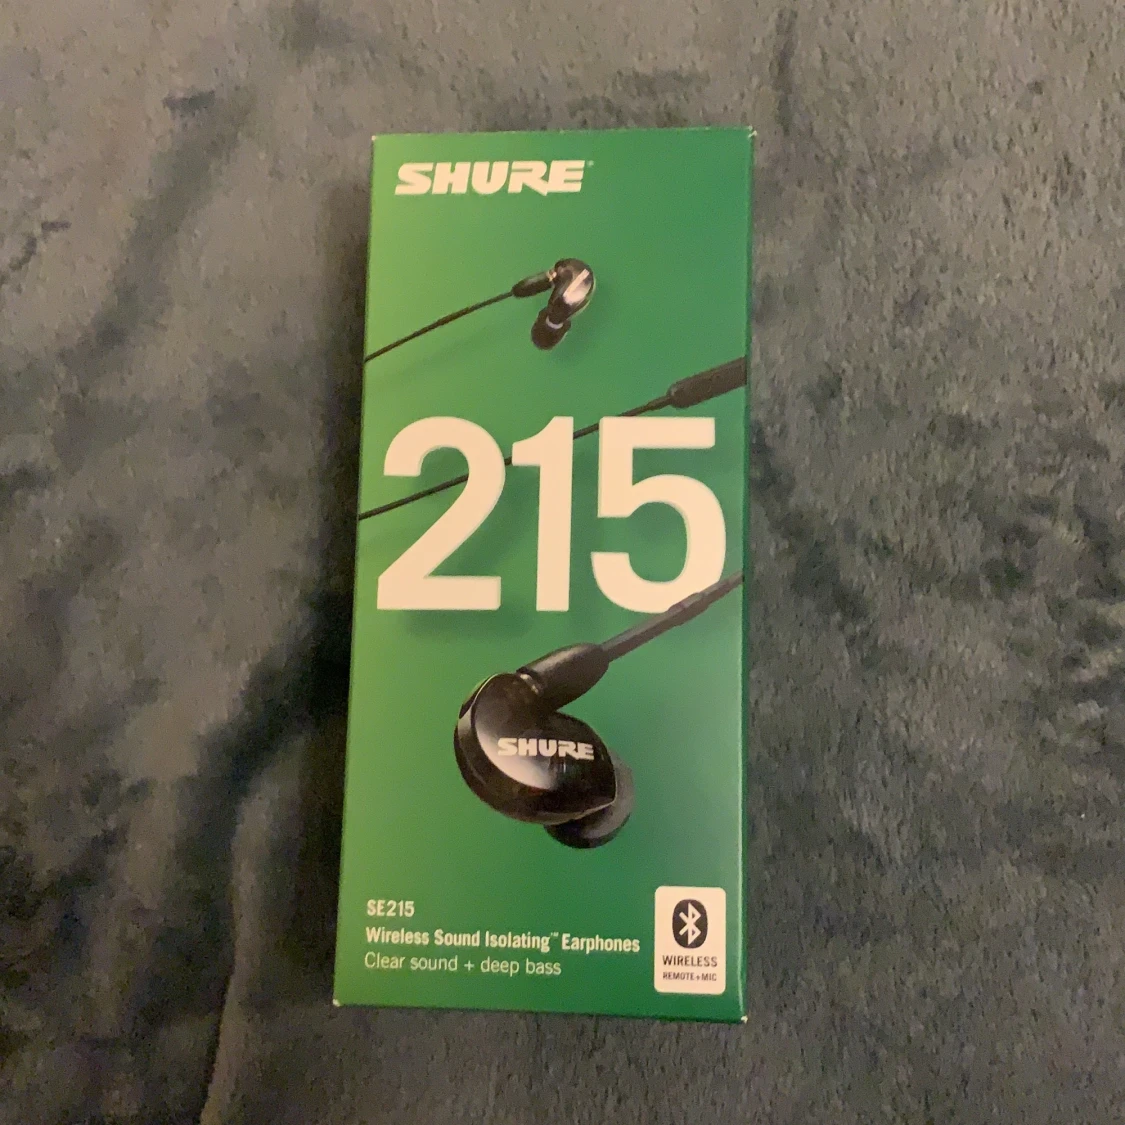 SHURE®
215
SHURE
SE215
Wireless Sound Isolating™ Earphones
Clear sound + deep bass
WIRELESS
REMOTE+MIC